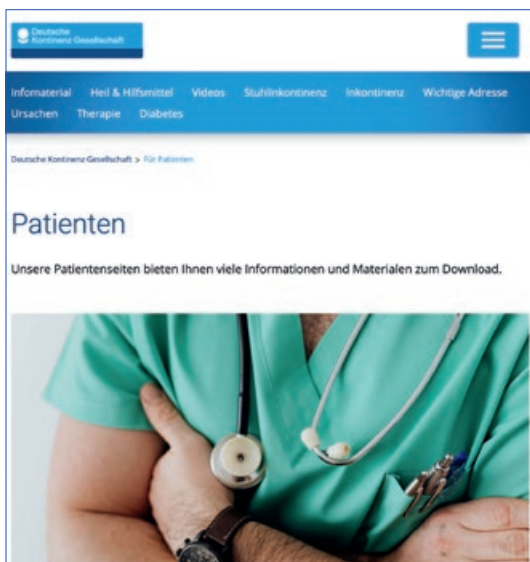 Deutsche
Kontinenz Gesellschaft
Infomaterial Heil & Hilfsmittel Videos Stuhlinkontinenz Inkontinenz Wichtige Adresse
Ursachen Therapie Diabetes
Deutsche Kontinenz Gesellschaft > Für Patienten
Patienten
Unsere Patientenseiten bieten Ihnen viele Informationen und Materialen zum Download.